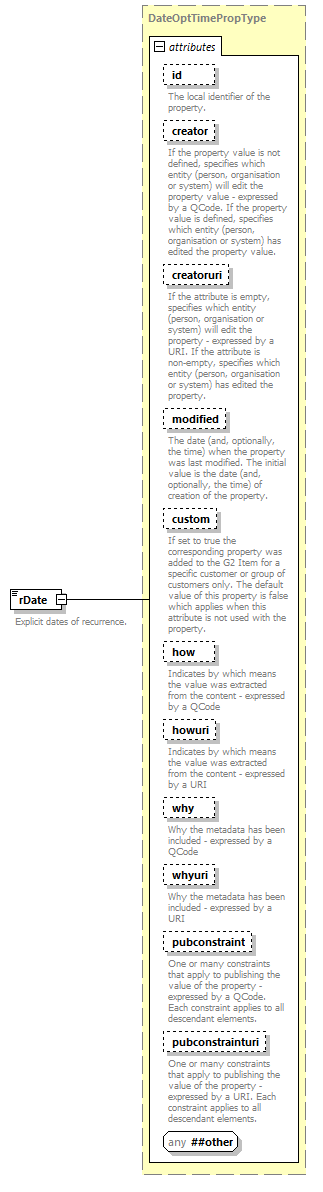 DateOptTimePropType
attributes
id
The local identifier of the
property.
creator
If the property value is not
defined, specifies which
entity (person, organisation
or system) will edit the
property value - expressed
by a QCode. If the property
value is defined, specifies
which entity (person,
organisation or system) has
edited the property value.
creatoruri
If the attribute is empty,
specifies which entity
(person, organisation or
system) will edit the
property - expressed by a
URI. If the attribute is
non-empty, specifies which
entity (person, organisation
or system) has edited the
property.
modified
The date (and, optionally,
the time) when the property
was last modified. The initial
value is the date (and,
optionally, the time) of
creation of the property.
custom
If set to true the
corresponding property was
added to the G2 Item for a
specific customer or group of
customers only. The default
value of this property is false
which applies when this
attribute is not used with the
property.
rDate
Explicit dates of recurrence.
how
Indicates by which means
the value was extracted
from the content - expressed
by a QCode
howuri
Indicates by which means
the value was extracted
from the content - expressed
by a URI
why
Why the metadata has been
included - expressed by a
QCode
whyuri
Why the metadata has been
included - expressed by a
URI
pubconstraint
One or many constraints
that apply to publishing the
value of the property -
expressed by a QCode.
Each constraint applies to all
descendant elements.
pubconstrainturi
One or many constraints
that apply to publishing the
value of the property -
expressed by a URI. Each
constraint applies to all
descendant elements.
any ##other